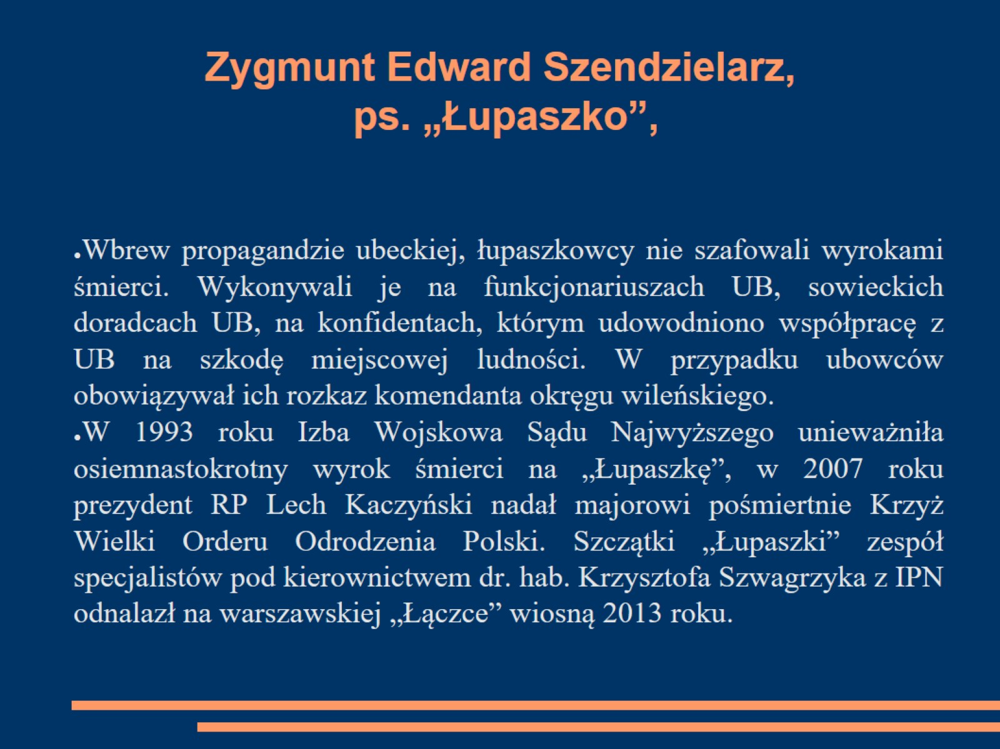 Zygmunt Edward Szendzielarz,
ps. „Łupaszko”,
●Wbrew propagandzie ubeckiej, łupaszkowcy nie szafowali wyrokami
śmierci. Wykonywali je na funkcjonariuszach UB, sowieckich
doradcach UB, na konfidentach, którym udowodniono współpracę z
UB na szkodę miejscowej ludności. W przypadku ubowców
obowiązywał ich rozkaz komendanta okręgu wileńskiego.
●W 1993 roku Izba Wojskowa Sądu Najwyższego unieważniła
osiemnastokrotny wyrok śmierci na „Łupaszkę”, w 2007 roku
prezydent RP Lech Kaczyński nadał majorowi pośmiertnie Krzyż
Wielki Orderu Odrodzenia Polski. Szczątki „Łupaszki” zespół
specjalistów pod kierownictwem dr. hab. Krzysztofa Szwagrzyka z IPN
odnalazł na warszawskiej „Łączce” wiosną 2013 roku.